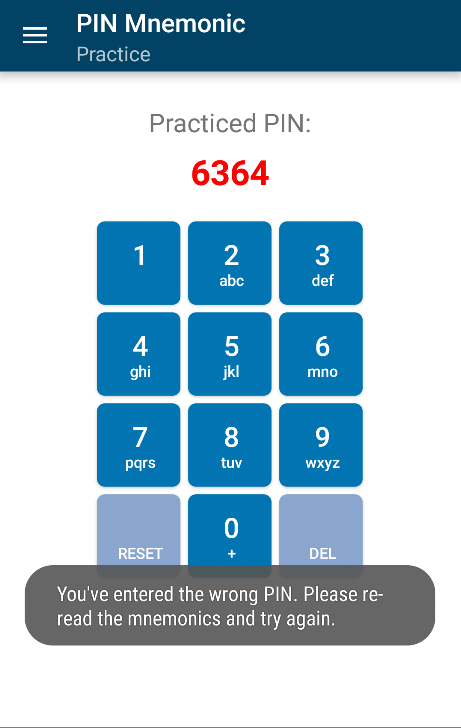 PIN Mnemonic
Practice
Practiced PIN:
6364
1 2 3
abc def
4 5 6
ghi jkl mno
7 8 9
pqrs tuv wxyz
0
RESET + DEL
You've entered the wrong PIN. Please re-
read the mnemonics and try again.